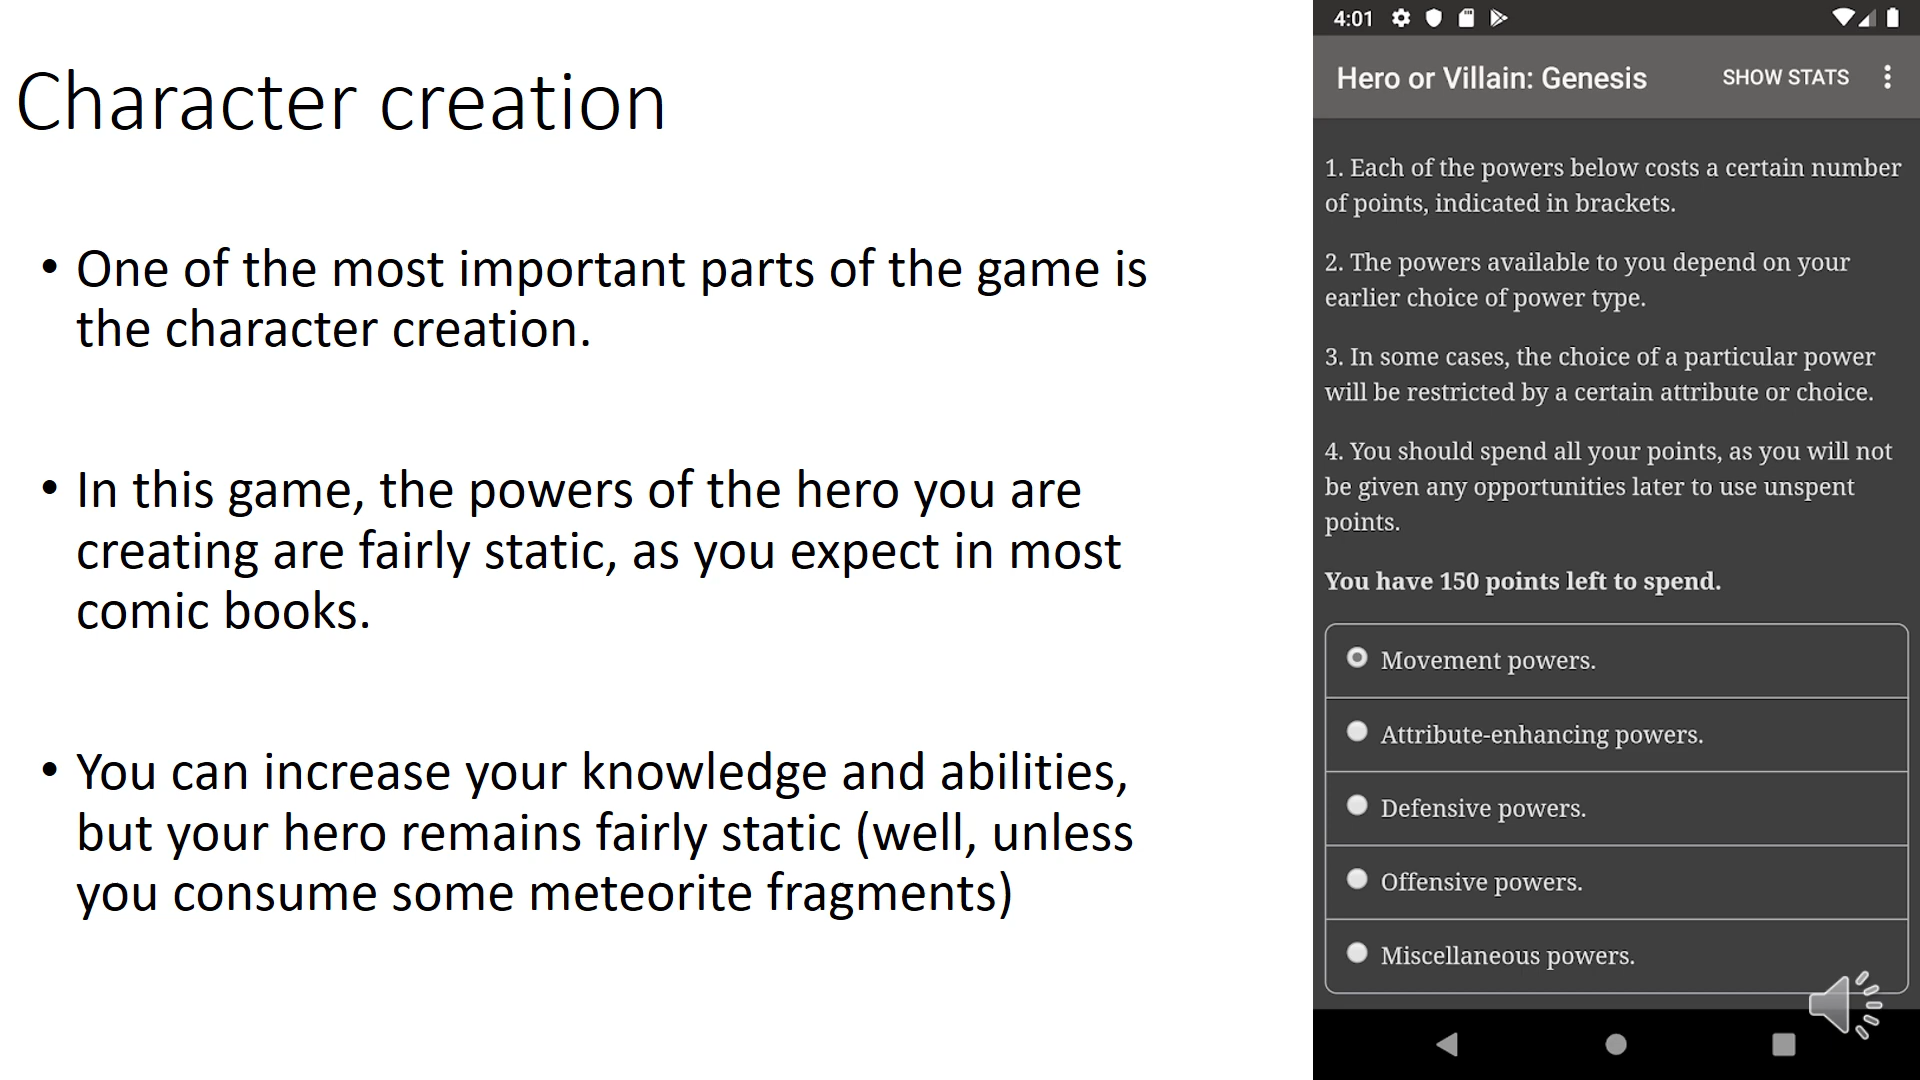 Character creation
• One of the most important parts of the game is
the character creation.
• In this game, the powers of the hero you are
creating are fairly static, as you expect in most
comic books.
• You can increase your knowledge and abilities,
but your hero remains fairly static (well, unless
you consume some meteorite fragments)
4:01
Hero or Villain: Genesis SHOW STATS
1. Each of the powers below costs a certain number
of points, indicated in brackets.
2. The powers available to you depend on your
earlier choice of power type.
3. In some cases, the choice of a particular power
will be restricted by a certain attribute or choice.
4. You should spend all your points, as you will not
be given any opportunities later to use unspent
points.
You have 150 points left to spend.
Movement powers.
Attribute-enhancing powers.
Defensive powers.
Offensive powers.
Miscellaneous powers.